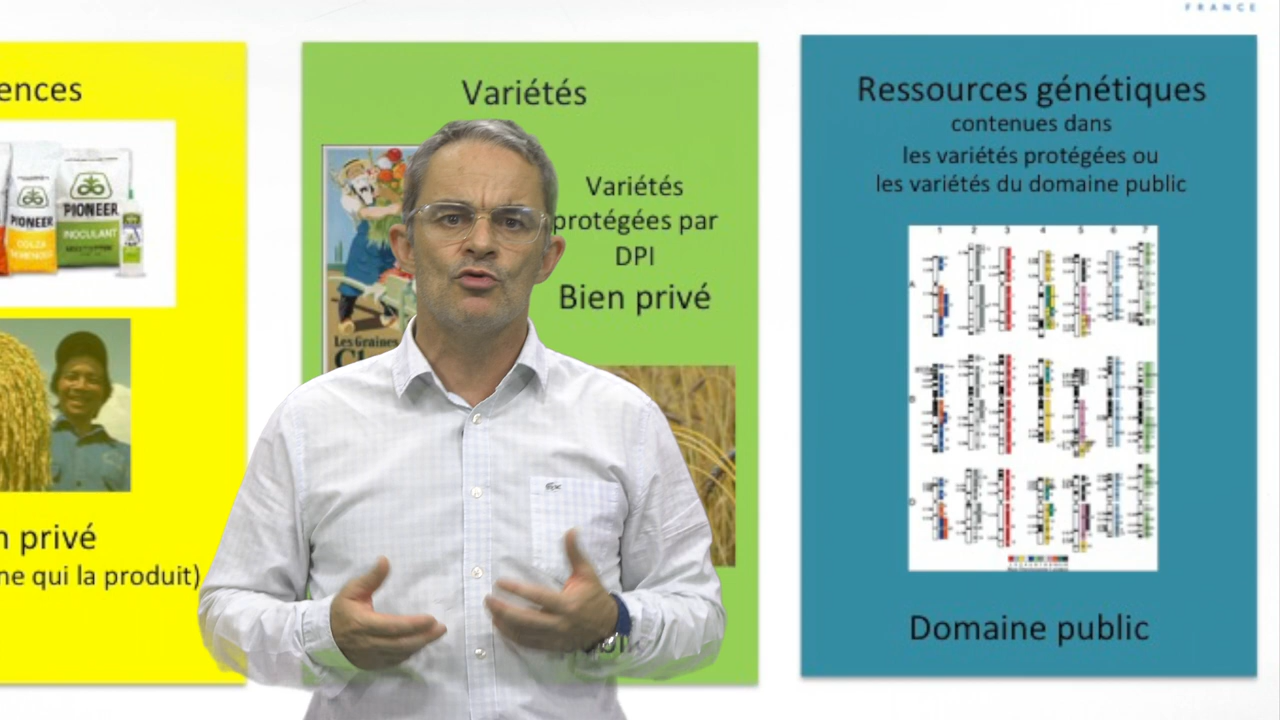 FRANCE
ences
PIONEER
COLZA
PIONEER
INOCULANT
n privé
ne qui la produit)
Variétés
Variétés
protégées par
DPI
Bien privé
Les Graines
Ressources génétiques
contenues dans
les variétés protégées ou
les variétés du domaine public
1 2 3 4 5 6 7
Domaine public